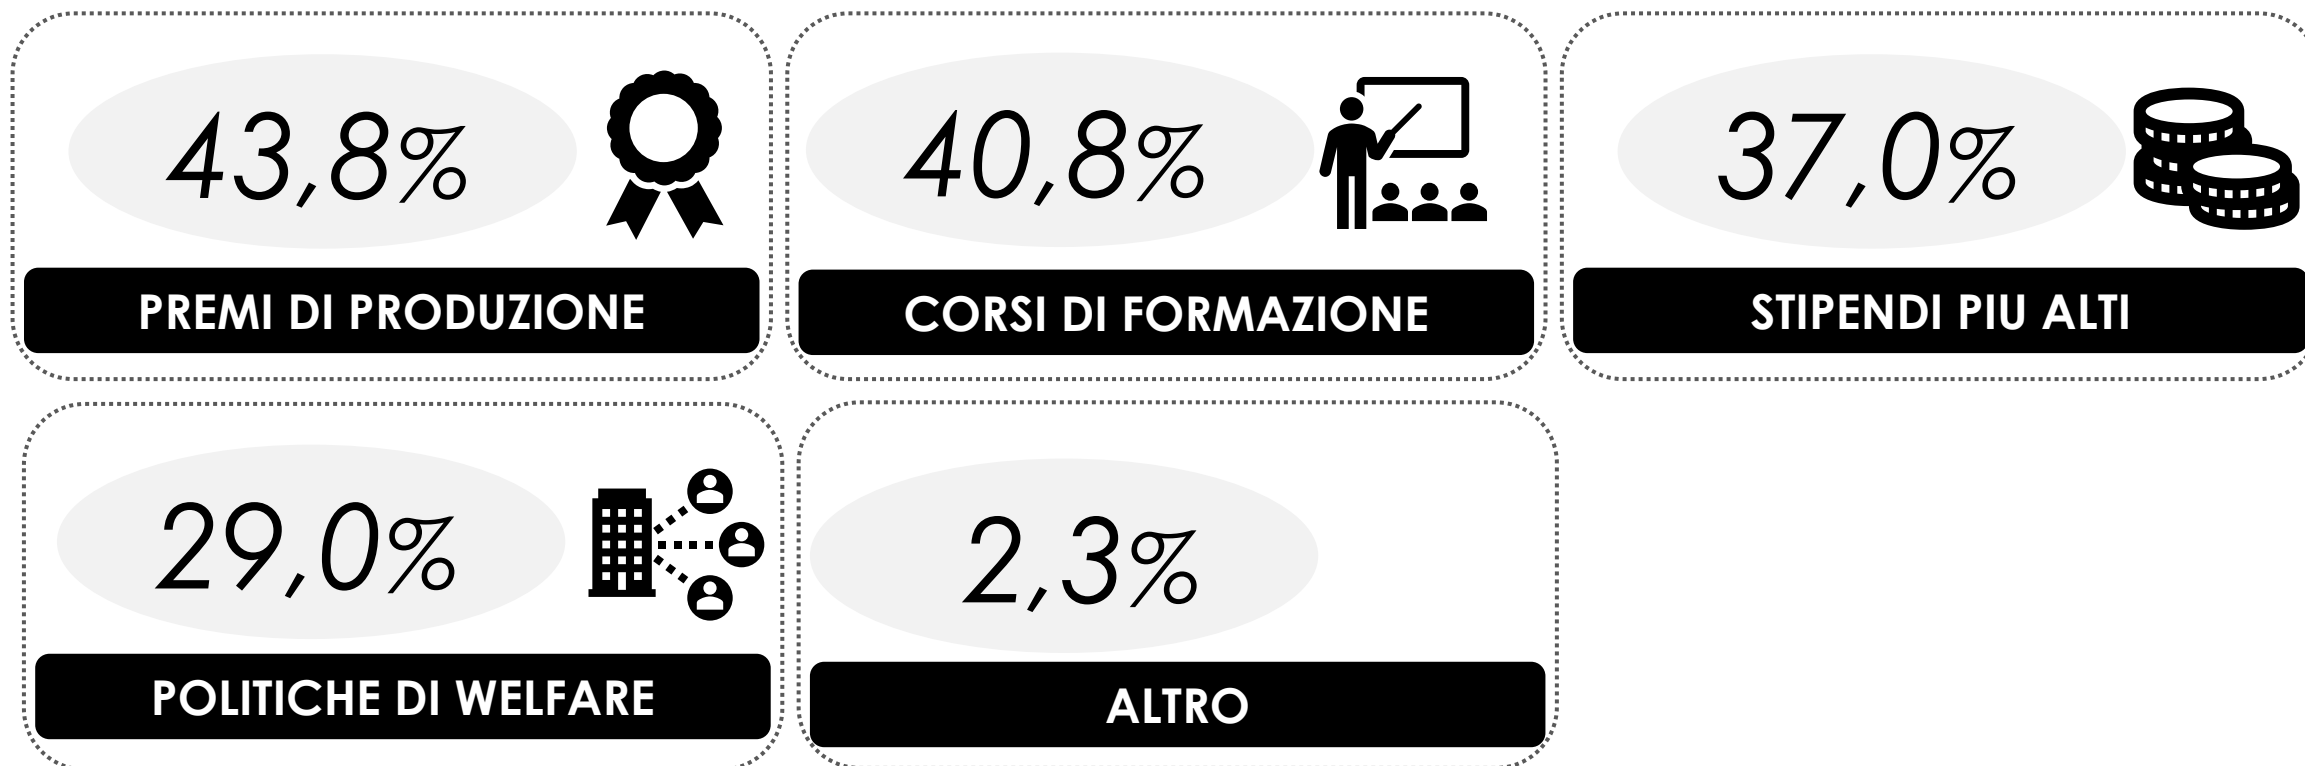 43,8%
PREMI DI PRODUZIONE
40,8%
CORSI DI FORMAZIONE
37,0%
STIPENDI PIU ALTI
29,0%
POLITICHE DI WELFARE
2,3%
ALTRO